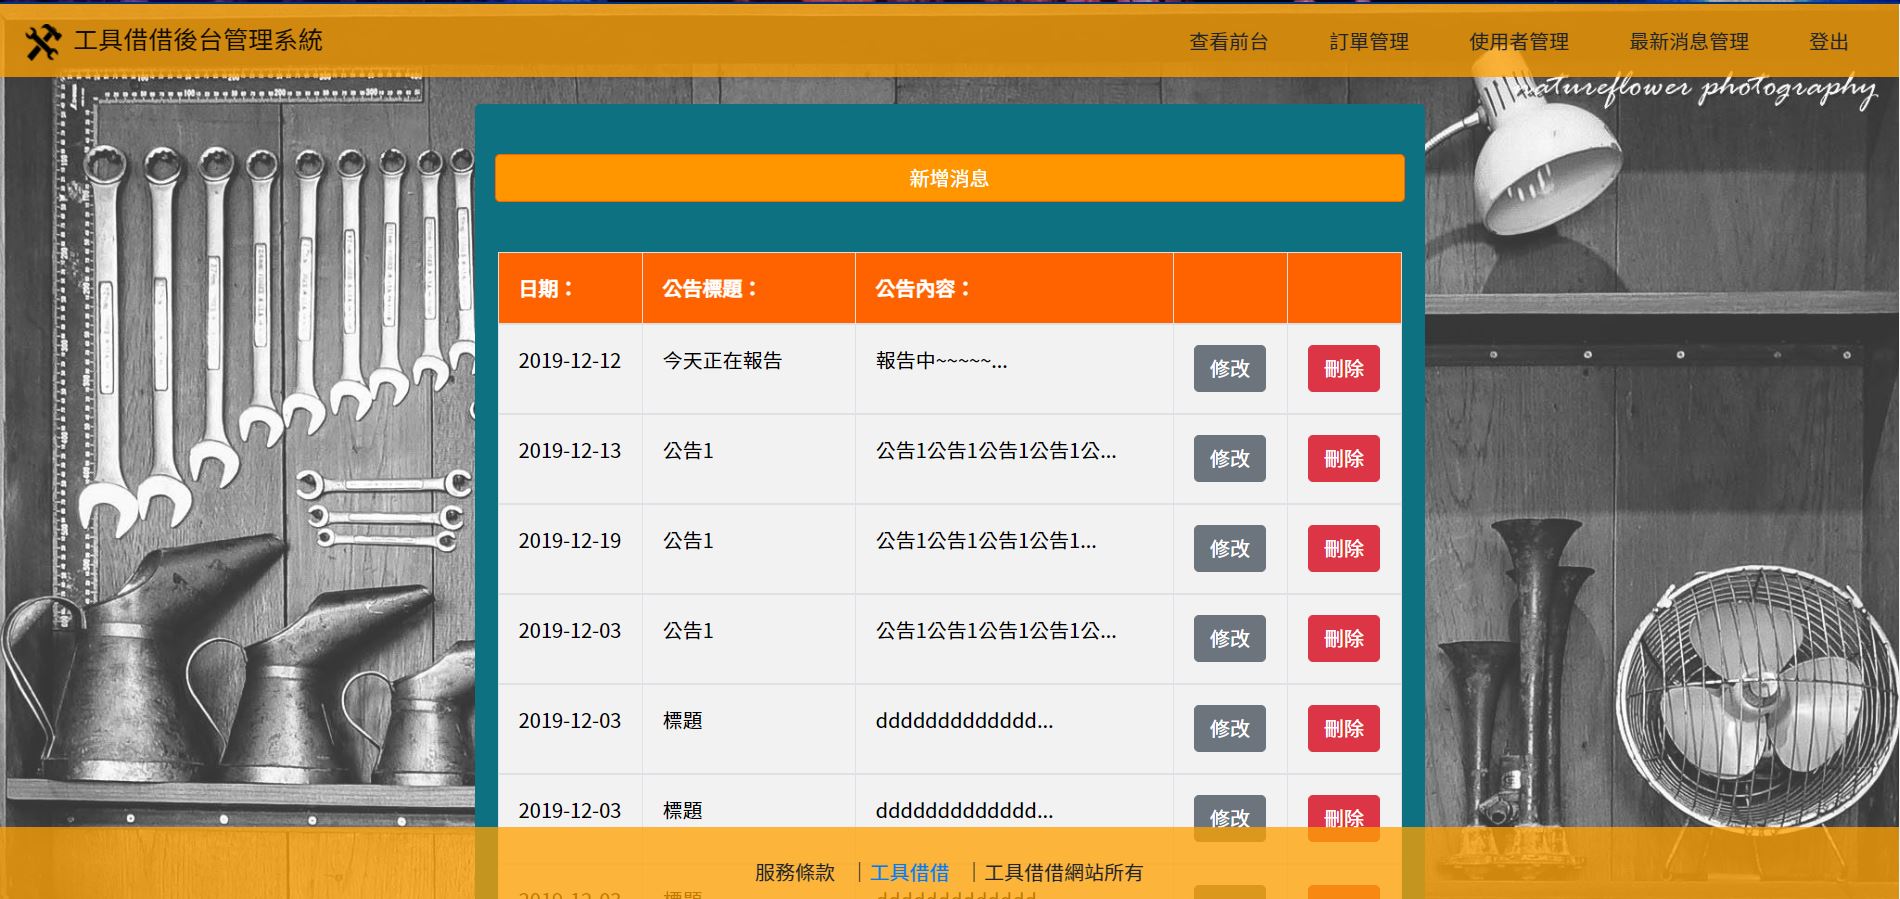 工具借借後台管理系統 查看前台 訂單管理 使用者管理 最新消息管理 登出
natureflower photography
新增消息
日期： 公告標題： 公告內容：
2019-12-12 今天正在報告 報告中~~~~~... 修改 刪除
2019-12-13 公告1 公告1公告1公告1公告1公... 修改 刪除
2019-12-19 公告1 公告1公告1公告1公告1... 修改 刪除
2019-12-03 公告1 公告1公告1公告1公告1公... 修改 刪除
2019-12-03 標題 ddddddddddddd... 修改 刪除
2019-12-03 標題 ddddddddddddd... 修改 刪除
服務條款 ｜工具借借 ｜工具借借網站所有